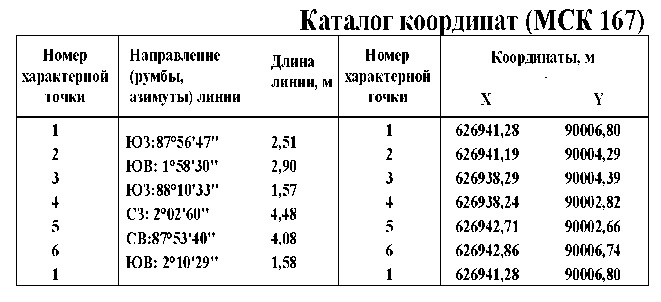 Каталог координат (МСК 167)
Номер характерной точки	Направление (румбы, азимуты) линии	Длина линии, м	Номер характерной точки	Координаты, м
X	Y
1	1	626941,28	90006,80
ЮЗ:87°56'47"	2,51
2	2	626941,19	90004,29
ЮВ: 1°58'30"	2,90
3	3	626938,29	90004,39
ЮЗ:88°10'33"	1,57
4	4	626938,24	90002,82
СЗ: 2°02'60"	4,48
5	5	626942,71	90002,66
СВ:87°53'40"	4,08
6	6	626942,86	90006,74
ЮВ: 2°10'29"	1,58
1	1	626941,28	90006,80